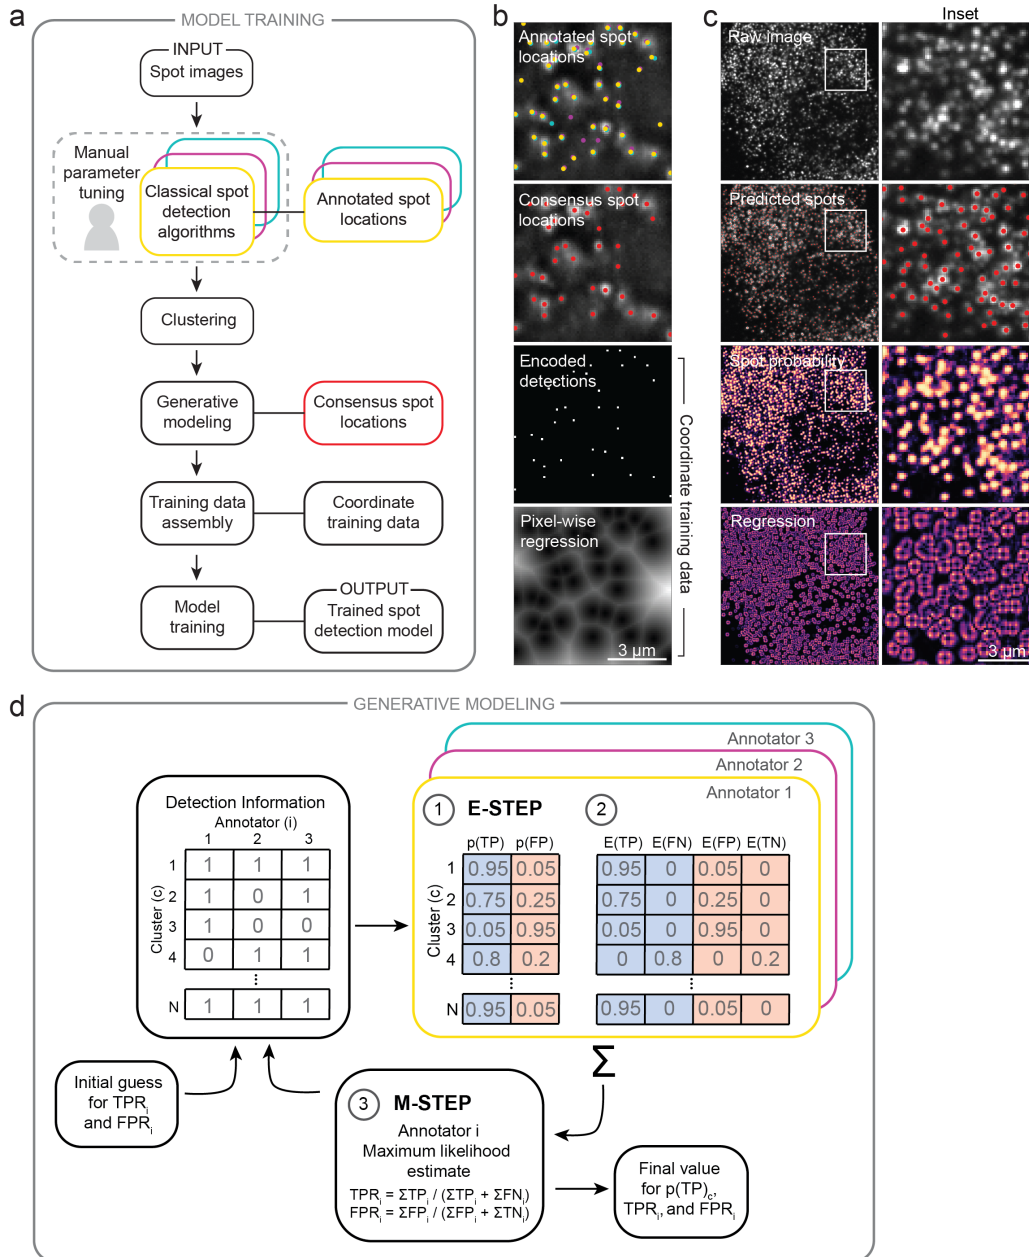 a
MODEL TRAINING
INPUT
Spot images
Manual
parameter
tuning
Classical spot
detection
algorithms
Annotated spot
locations
Clustering
Generative
modeling
Consensus spot
locations
Training data
assembly
Coordinate
training data
Model
training
OUTPUT
Trained spot
detection model
b
Annotated spot
locations
Consensus spot
locations
Encoded
detections
Pixel-wise
regression
3 μm
Coordinate training data
c
Inset
Raw image
Predicted spots
Spot probability
Regression
3 μm
d
GENERATIVE MODELING
Detection Information
Annotator (i)
1 2 3
Cluster (c)
1 1 1 1
2 1 0 1
3 1 0 0
4 0 1 1
...
N 1 1 1
Annotator 3
Annotator 2
Annotator 1
1 E-STEP
2
p(TP) p(FP)
E(TP) E(FN) E(FP) E(TN)
Cluster (c)
1 0.95 0.05 0.95 0 0.05 0
2 0.75 0.25 0.75 0 0.25 0
3 0.05 0.95 0.05 0 0.95 0
4 0.8 0.2 0 0.8 0 0.2
... ...
N 0.95 0.05 0.95 0 0.05 0
Σ
Initial guess
for TPRi
and FPRi
3 M-STEP
Annotator i
Maximum likelihood
estimate
TPRi = ΣTPi / (ΣTPi + ΣFNi)
FPRi = ΣFPi / (ΣFPi + ΣTNi)
Final value
for p(TP)c,
TPRi, and FPRi